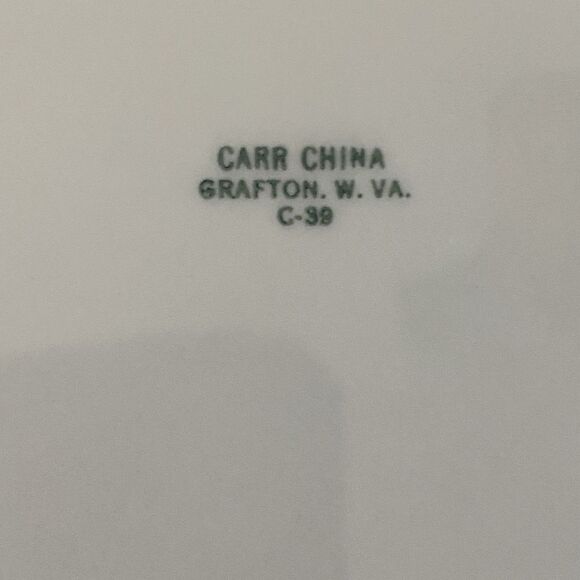 CARR CHINA
GRAFTON. W. VA.
C-39